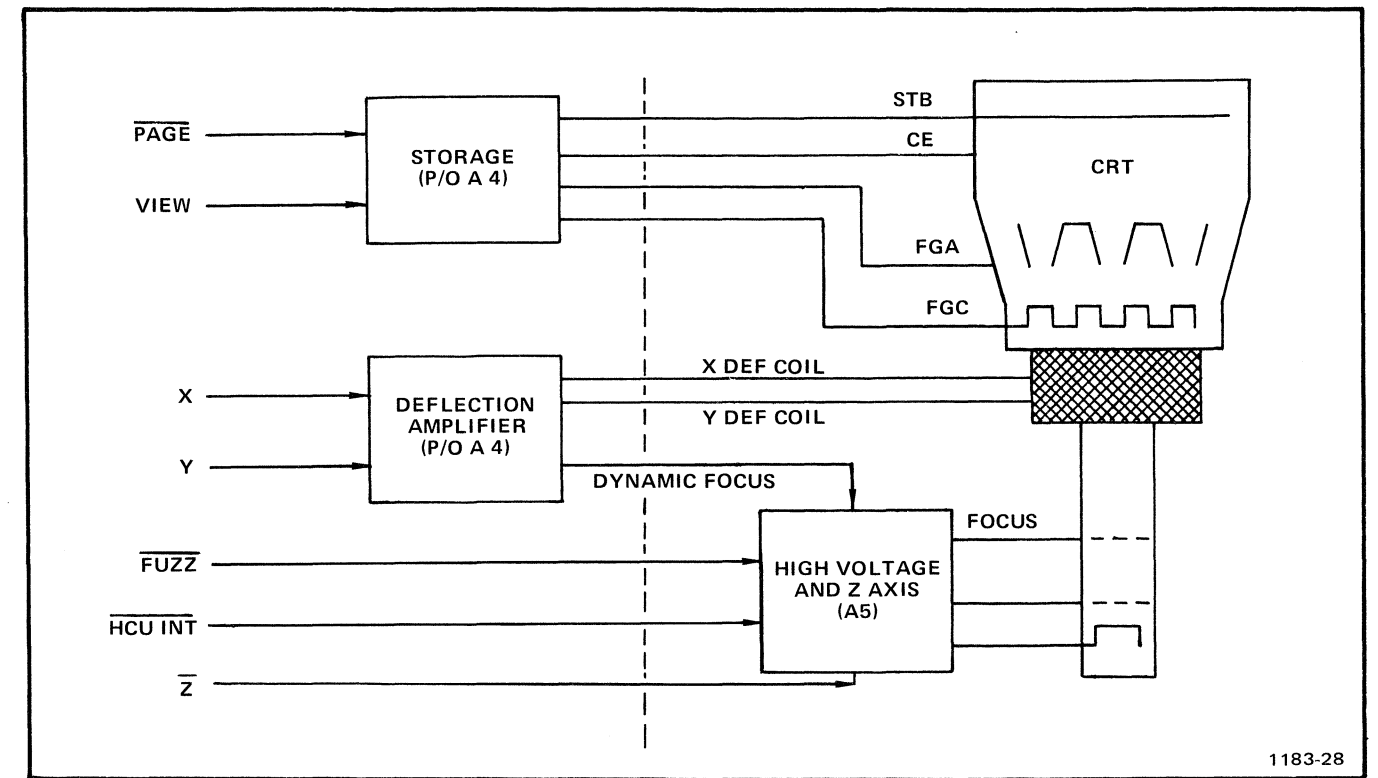 PAGE
VIEW
STORAGE
(P/O A 4)
STB
CE
CRT
FGA
FGC
X
Y
DEFLECTION
AMPLIFIER
(P/O A 4)
X DEF COIL
Y DEF COIL
DYNAMIC FOCUS
FOCUS
FUZZ
HCU INT
Z
HIGH VOLTAGE
AND Z AXIS
(A5)
1183-28